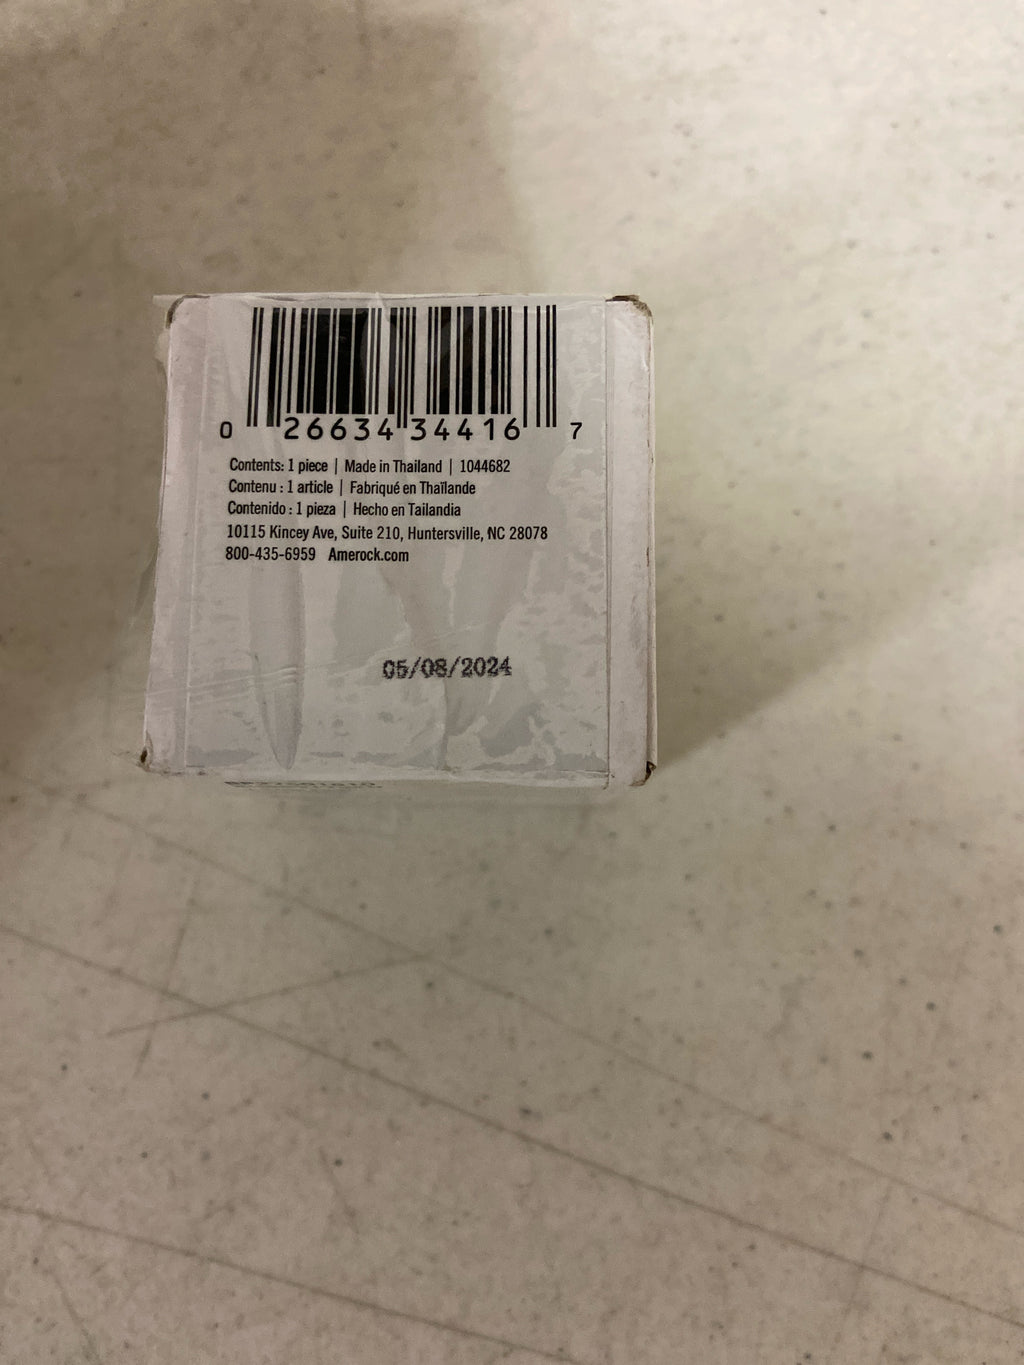 0 26634 34416 7
Contents: 1 piece | Made in Thailand | 1044682
Contenu : 1 article | Fabriqué en Thaïlande
Contenido : 1 pieza | Hecho en Tailandia
10115 Kincey Ave, Suite 210, Huntersville, NC 28078
800-435-6959 Amerock.com
05/08/2024